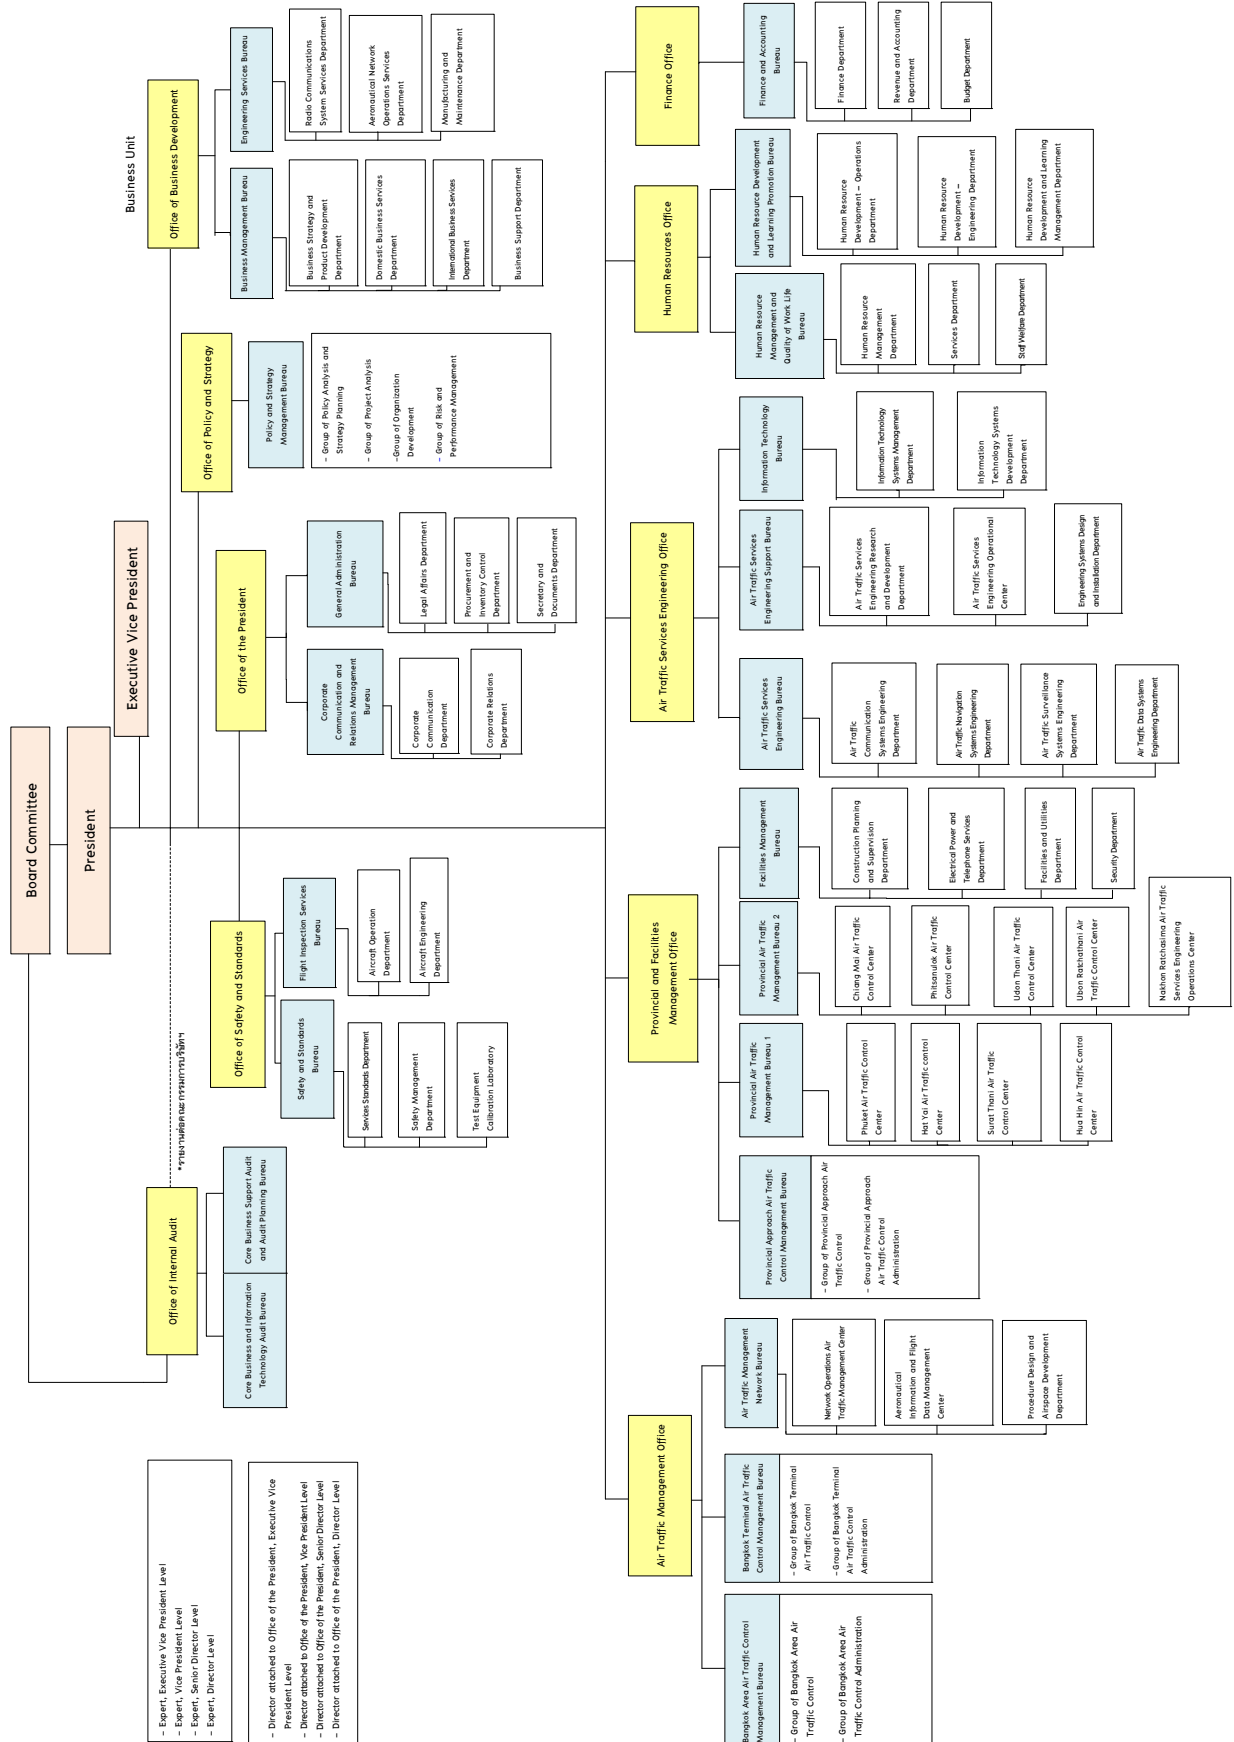 Board Committee
President
Executive Vice President
Business Unit
– Expert, Executive Vice President Level
– Expert, Vice President Level
– Expert, Senior Director Level
– Expert, Director Level
– Director attached to Office of the President, Executive Vice
President Level
– Director attached to Office of the President, Vice President Level
– Director attached to Office of the President, Senior Director Level
– Director attached to Office of the President, Director Level
Office of Internal Audit
*รายงานต่อคณะกรรมการบริษัทฯ
Core Business and Information
Technology Audit Bureau
Core Business Support Audit
and Audit Planning Bureau
Office of Safety and Standards
Safety and Standards
Bureau
Services Standards Department
Safety Management
Department
Test Equipment
Calibration Laboratory
Flight Inspection Services
Bureau
Aircraft Operation
Department
Aircraft Engineering
Department
Office of the President
Corporate
Communication and
Relations Management
Bureau
Corporate
Communication
Department
Corporate Relations
Department
General Administration
Bureau
Legal Affairs Department
Procurement and
Inventory Control
Department
Secretary and
Documents Department
Office of Policy and Strategy
Policy and Strategy
Management Bureau
– Group of Policy Analysis and
Strategy Planning
– Group of Project Analysis
–Group of Organization
Development
– Group of Risk and
Performance Management
Office of Business Development
Business Management Bureau
Business Strategy and
Product Development
Department
Domestic Business Services
Department
International Business Services
Department
Business Support Department
Engineering Services Bureau
Radio Communications
System Services Department
Aeronautical Network
Operations Services
Department
Manufacturing and
Maintenance Department
Air Traffic Management Office
Bangkok Area Air Traffic Control
Management Bureau
– Group of Bangkok Area Air
Traffic Control
– Group of Bangkok Area Air
Traffic Control Administration
Bangkok Terminal Air Traffic
Control Management Bureau
– Group of Bangkok Terminal
Air Traffic Control
– Group of Bangkok Terminal
Air Traffic Control
Administration
Air Traffic Management
Network Bureau
Network Operations Air
Traffic Management Center
Aeronautical
Information and Flight
Data Management
Center
Procedure Design and
Airspace Development
Department
Provincial and Facilities
Management Office
Provincial Approach Air Traffic
Control Management Bureau
– Group of Provincial Approach Air
Traffic Control
– Group of Provincial Approach
Air Traffic Control
Administration
Provincial Air Traffic
Management Bureau 1
Phuket Air Traffic Control
Center
Hat Yai Air Traffic control
Center
Surat Thani Air Traffic
Control Center
Hua Hin Air Traffic Control
Center
Provincial Air Traffic
Management Bureau 2
Chiang Mai Air Traffic
Control Center
Phitsanulok Air Traffic
Control Center
Udon Thani Air Traffic
Control Center
Ubon Ratchathani Air
Traffic Control Center
Nakhon Ratchasima Air Traffic
Services Engineering
Operations Center
Facilities Management
Bureau
Construction Planning
and Supervision
Department
Electrical Power and
Telephone Services
Department
Facilities and Utilities
Department
Security Department
Air Traffic Services Engineering Office
Air Traffic Services
Engineering Bureau
Air Traffic
Communication
Systems Engineering
Department
Air Traffic Navigation
Systems Engineering
Department
Air Traffic Surveillance
Systems Engineering
Department
Air Traffic Data Systems
Engineering Department
Air Traffic Services
Engineering Support Bureau
Air Traffic Services
Engineering Research
and Development
Department
Air Traffic Services
Engineering Operational
Center
Engineering Systems Design
and Installation Department
Information Technology
Bureau
Information Technology
Systems Management
Department
Information
Technology Systems
Development
Department
Human Resources Office
Human Resource
Management and
Quality of Work Life
Bureau
Human Resource
Management
Department
Services Department
Staff Welfare Department
Human Resource Development
and Learning Promotion Bureau
Human Resource
Development – Operations
Department
Human Resource
Development –
Engineering Department
Human Resource
Development and Learning
Management Department
Finance Office
Finance and Accounting
Bureau
Finance Department
Revenue and Accounting
Department
Budget Department